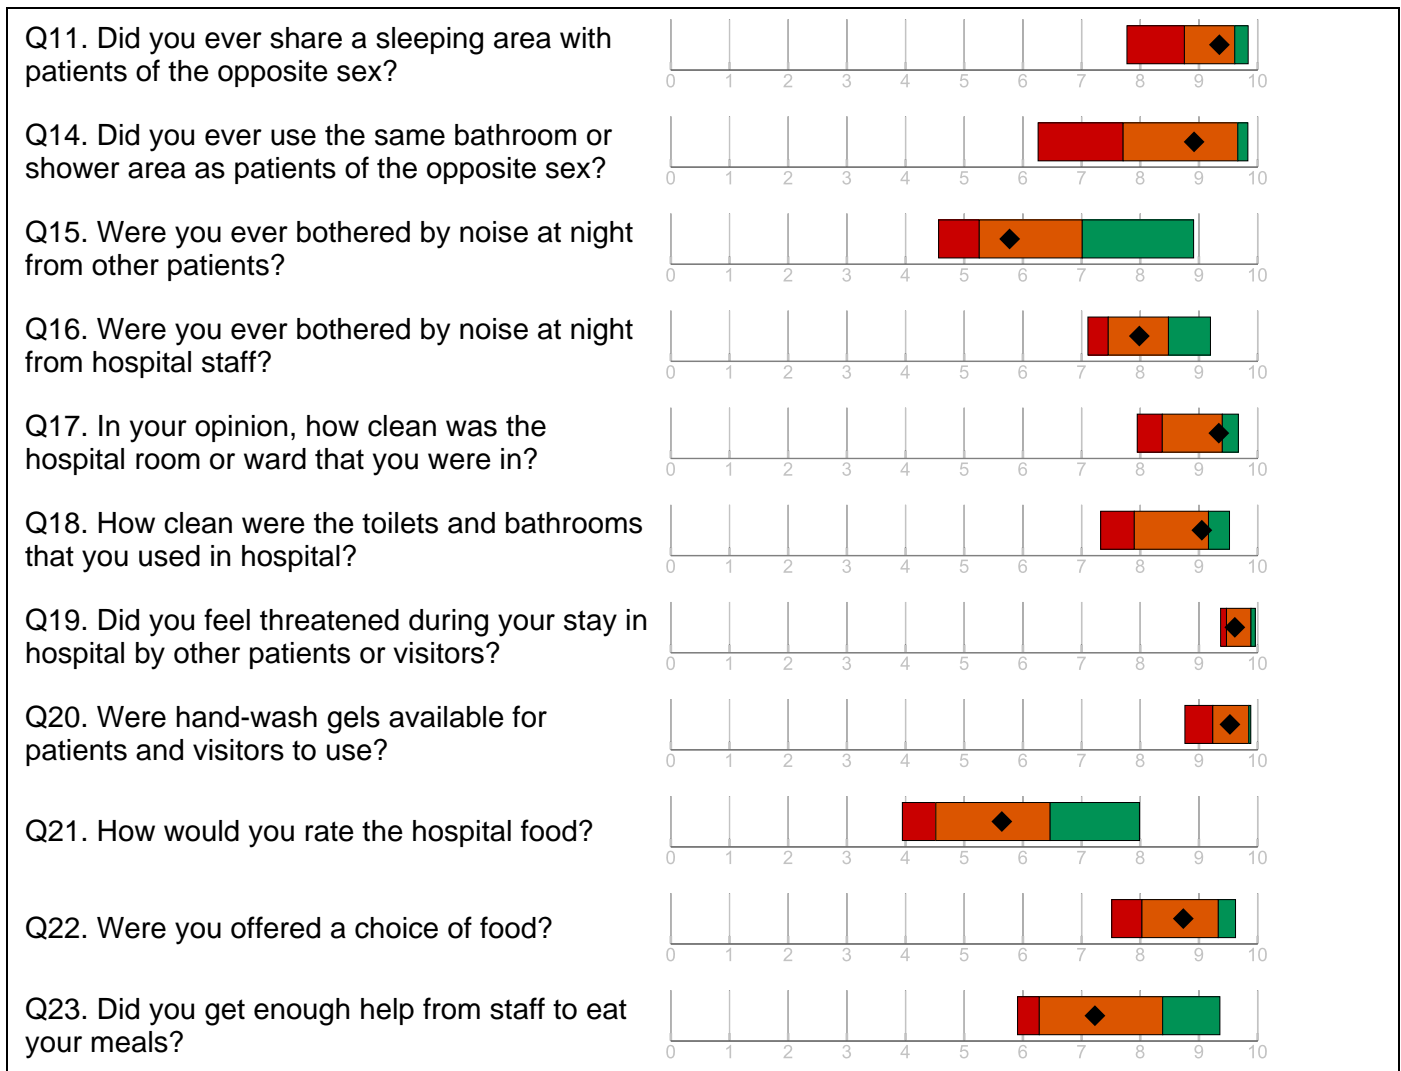 Q11. Did you ever share a sleeping area with
patients of the opposite sex?
0 1 2 3 4 5 6 7 8 9 10
Q14. Did you ever use the same bathroom or
shower area as patients of the opposite sex?
0 1 2 3 4 5 6 7 8 9 10
Q15. Were you ever bothered by noise at night
from other patients?
0 1 2 3 4 5 6 7 8 9 10
Q16. Were you ever bothered by noise at night
from hospital staff?
0 1 2 3 4 5 6 7 8 9 10
Q17. In your opinion, how clean was the
hospital room or ward that you were in?
0 1 2 3 4 5 6 7 8 9 10
Q18. How clean were the toilets and bathrooms
that you used in hospital?
0 1 2 3 4 5 6 7 8 9 10
Q19. Did you feel threatened during your stay in
hospital by other patients or visitors?
0 1 2 3 4 5 6 7 8 9 10
Q20. Were hand-wash gels available for
patients and visitors to use?
0 1 2 3 4 5 6 7 8 9 10
Q21. How would you rate the hospital food?
0 1 2 3 4 5 6 7 8 9 10
Q22. Were you offered a choice of food?
0 1 2 3 4 5 6 7 8 9 10
Q23. Did you get enough help from staff to eat
your meals?
0 1 2 3 4 5 6 7 8 9 10